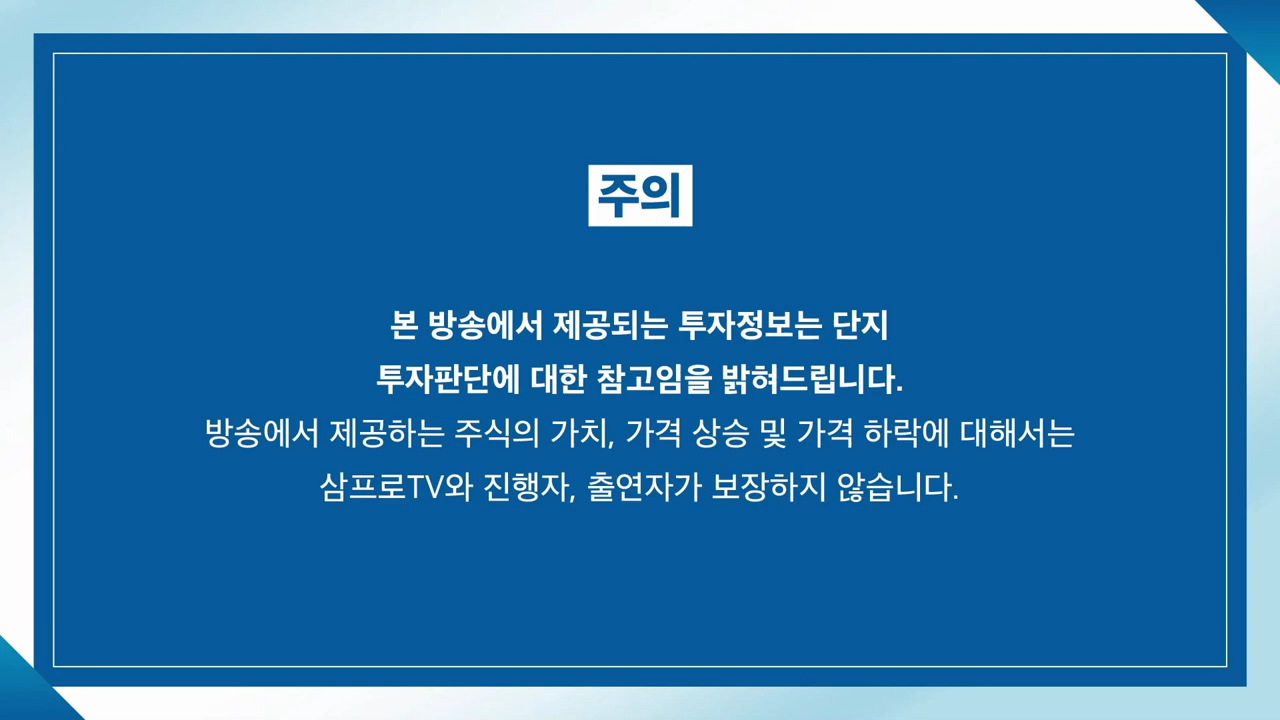 주의
본 방송에서 제공되는 투자정보는 단지
투자판단에 대한 참고임을 밝혀드립니다.
방송에서 제공하는 주식의 가치, 가격 상승 및 가격 하락에 대해서는
삼프로TV와 진행자, 출연자가 보장하지 않습니다.